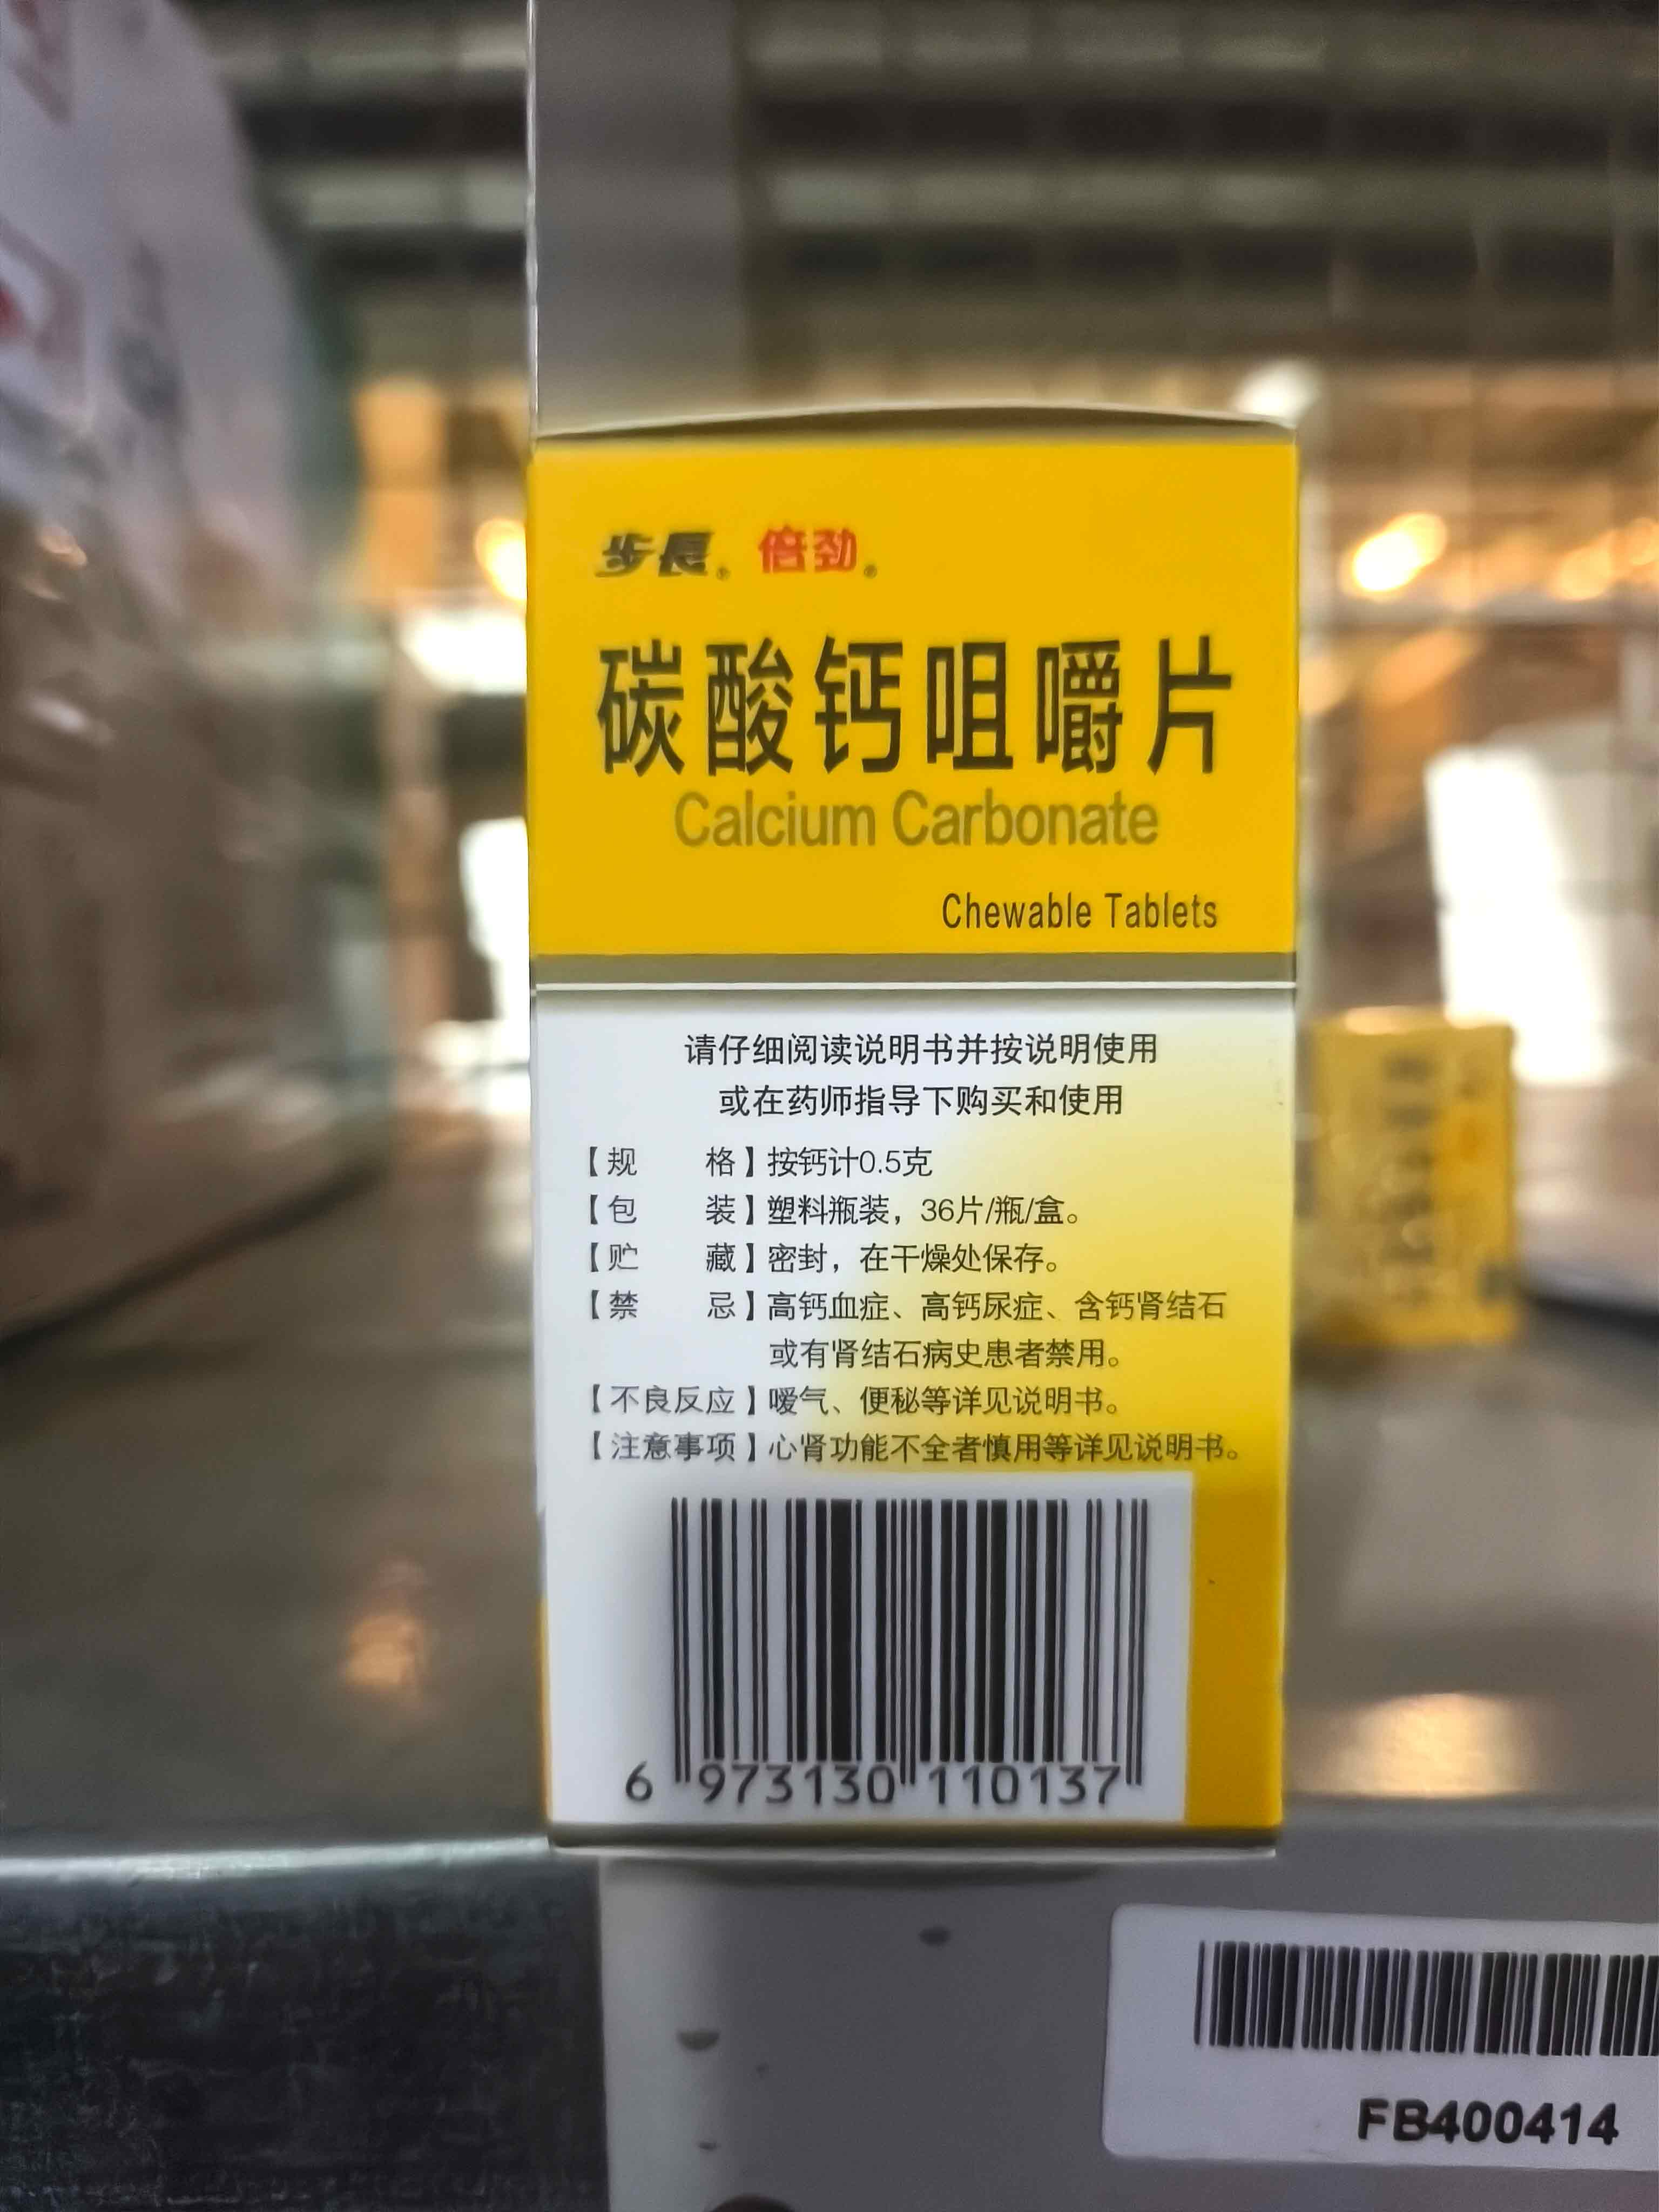 步長® 倍劲®
碳酸钙咀嚼片
Calcium Carbonate
Chewable Tablets
请仔细阅读说明书并按说明使用
或在药师指导下购买和使用
【规 格】按钙计0.5克
【包 装】塑料瓶装，36片/瓶/盒。
【贮 藏】密封，在干燥处保存。
【禁 忌】高钙血症、高钙尿症、含钙肾结石
或有肾结石病史患者禁用。
【不良反应】嗳气、便秘等详见说明书。
【注意事项】心肾功能不全者慎用等详见说明书。
6 973130 110137
FB400414